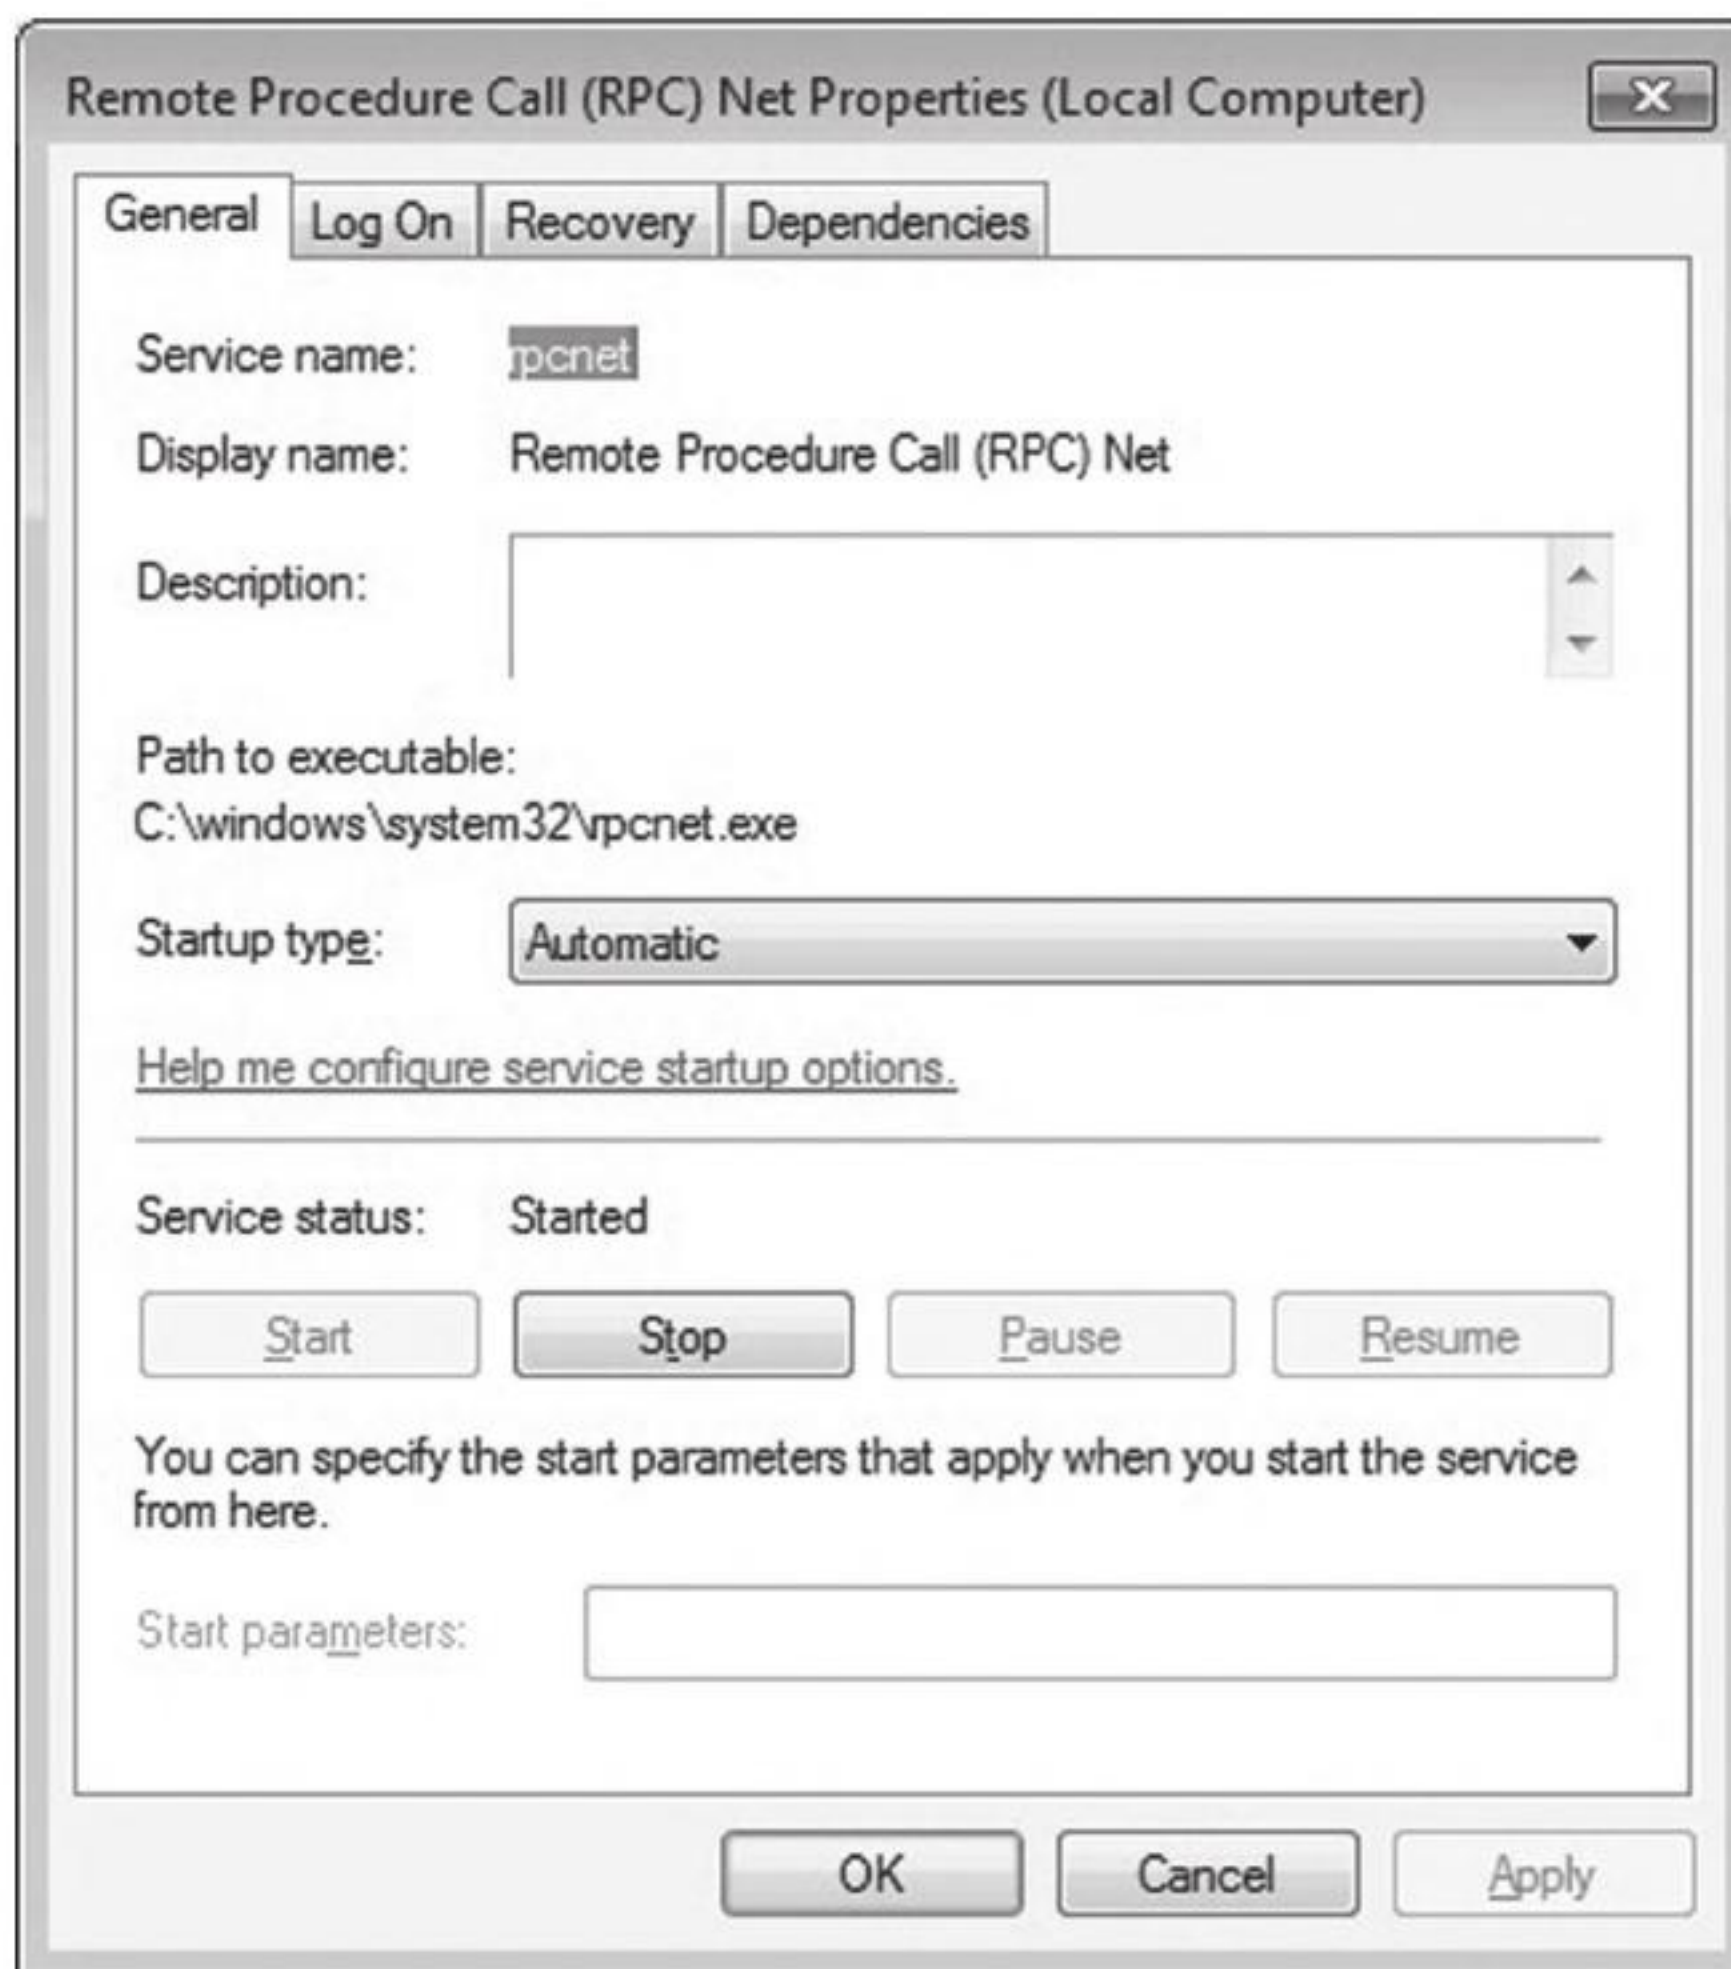 Remote Procedure Call (RPC) Net Properties (Local Computer)
General Log On Recovery Dependencies
Service name: rpcnet
Display name: Remote Procedure Call (RPC) Net
Description:
Path to executable:
C:\windows\system32\rpcnet.exe
Startup type: Automatic
Help me configure service startup options.
Service status: Started
Start Stop Pause Resume
You can specify the start parameters that apply when you start the service
from here.
Start parameters:
OK Cancel Apply